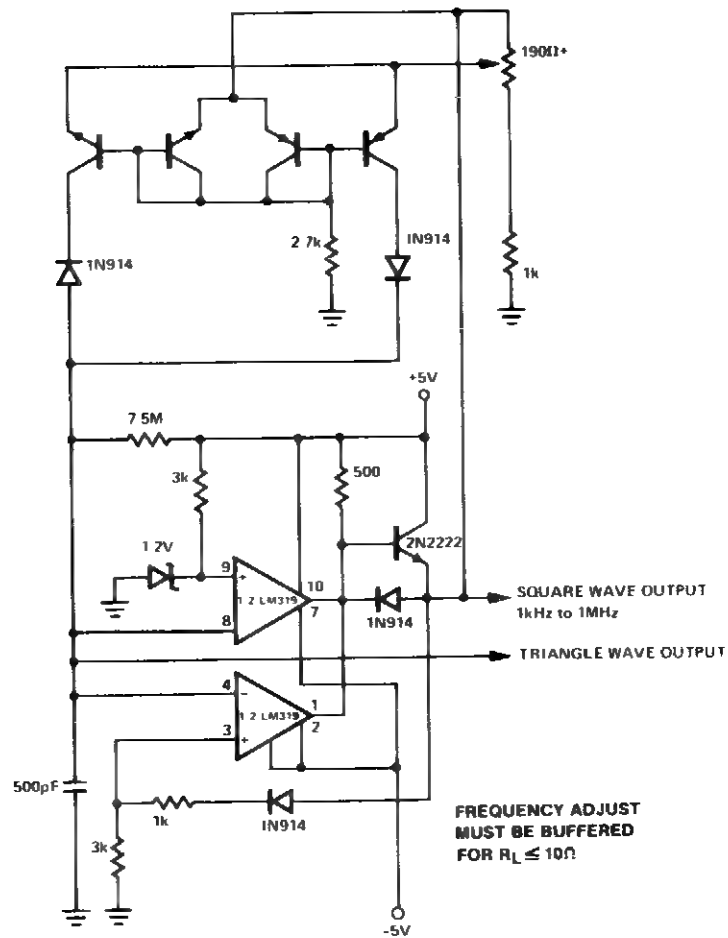 190Ω+
1N914
2 7k
IN914
1k
+5V
7 5M
3k
500
1 2V
9
+
10
1 2 LM319
7
2N2222
8
1N914
SQUARE WAVE OUTPUT
1kHz to 1MHz
TRIANGLE WAVE OUTPUT
4
−
1
1 2 LM319
2
3
+
500pF
1k
IN914
3k
FREQUENCY ADJUST
MUST BE BUFFERED
FOR RL ≦ 10Ω
-5V